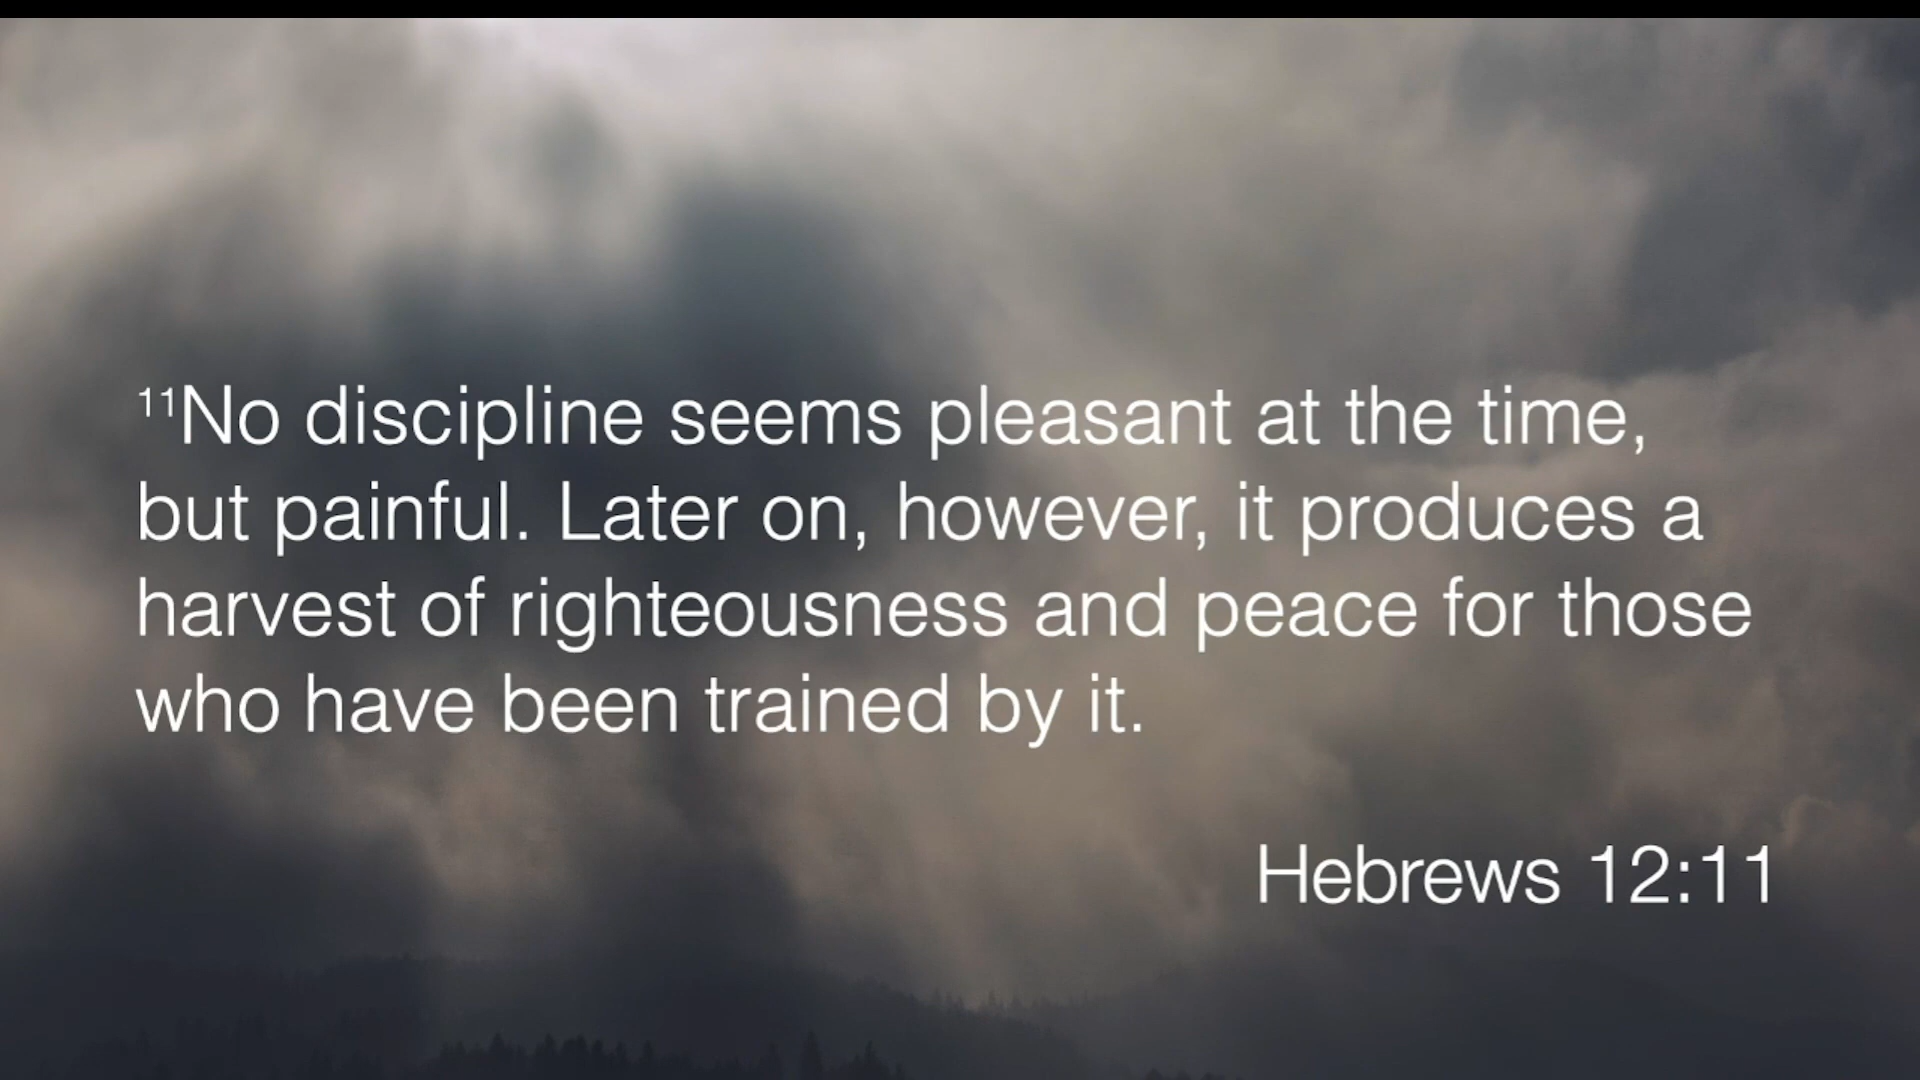 ¹¹No discipline seems pleasant at the time,
but painful. Later on, however, it produces a
harvest of righteousness and peace for those
who have been trained by it.
Hebrews 12:11